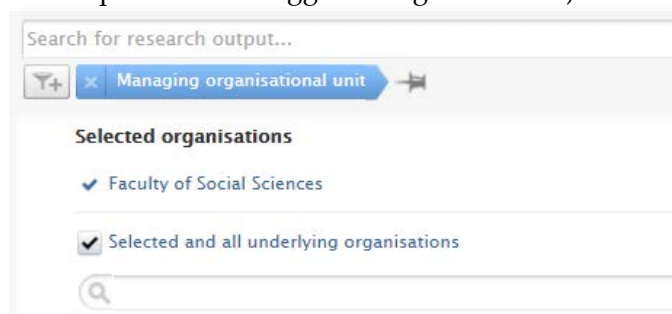 Search for research output...
Managing organisational unit
Selected organisations
Faculty of Social Sciences
Selected and all underlying organisations